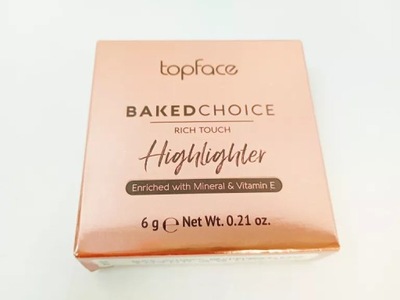 topface
BAKEDCHOICE
RICH TOUCH
Highlighter
Enriched with Mineral & Vitamin E
6 g ℮ Net Wt. 0.21 oz.